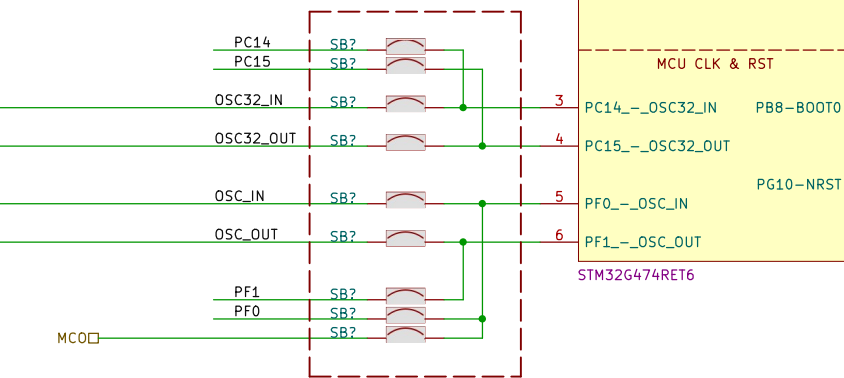 PC14 SB?
PC15 SB?
MCU CLK & RST
OSC32_IN SB? 3 PC14_-_OSC32_IN PB8-BOOT0
OSC32_OUT SB? 4 PC15_-_OSC32_OUT
PG10-NRST
OSC_IN SB? 5 PF0_-_OSC_IN
OSC_OUT SB? 6 PF1_-_OSC_OUT
STM32G474RET6
PF1 SB?
PF0 SB?
MCO SB?